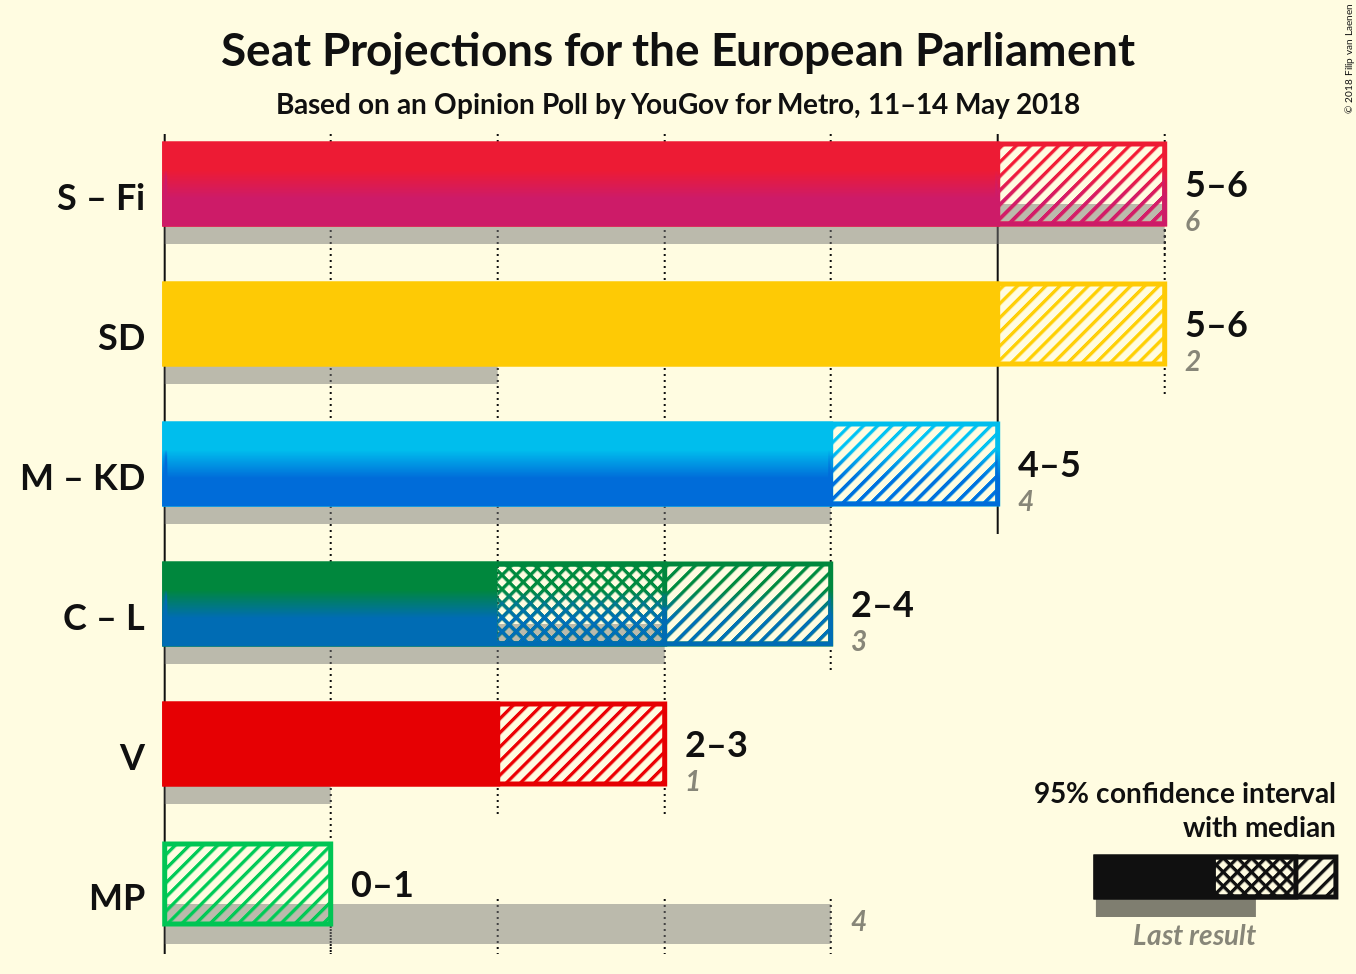 Seat Projections for the European Parliament
Based on an Opinion Poll by YouGov for Metro, 11–14 May 2018
© 2018 Filip van Laenen
S – Fi
5–6
6
SD
5–6
2
M – KD
4–5
4
C – L
2–4
3
V
2–3
1
MP
0–1
4
95% confidence interval
with median
Last result